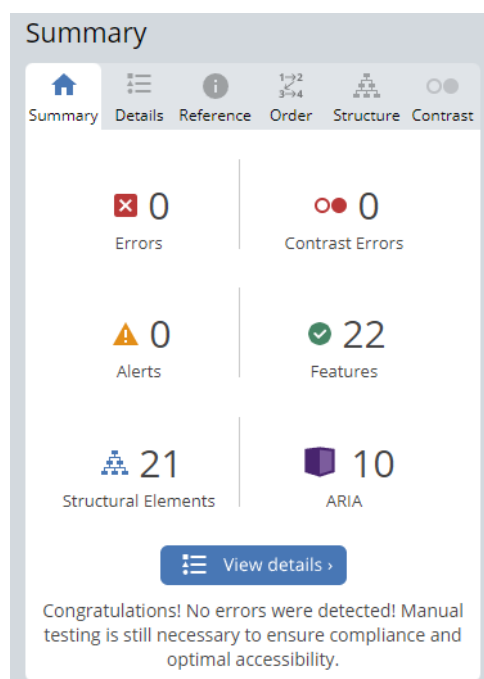 Summary
1→2
3→4
Summary Details Reference Order Structure Contrast
0 0
Errors Contrast Errors
0 22
Alerts Features
21 10
Structural Elements ARIA
View details ›
Congratulations! No errors were detected! Manual
testing is still necessary to ensure compliance and
optimal accessibility.